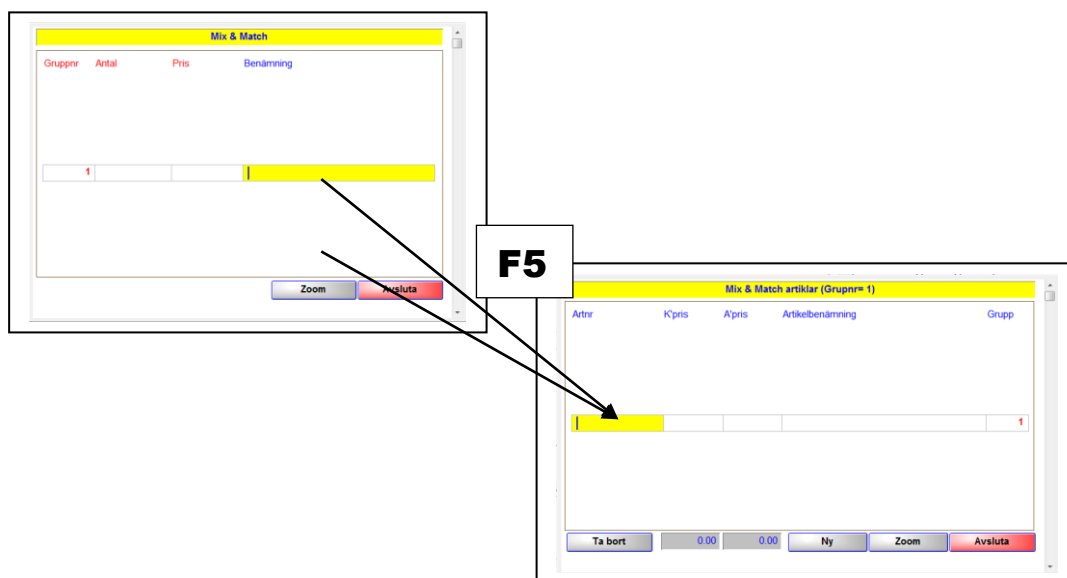 Mix & Match
Gruppnr Antal Pris Benämning
1
Zoom Avsluta
F5
Mix & Match artiklar (Grupnr= 1)
Artnr K'pris A'pris Artikelbenämning Grupp
1
Ta bort 0.00 0.00 Ny Zoom Avsluta